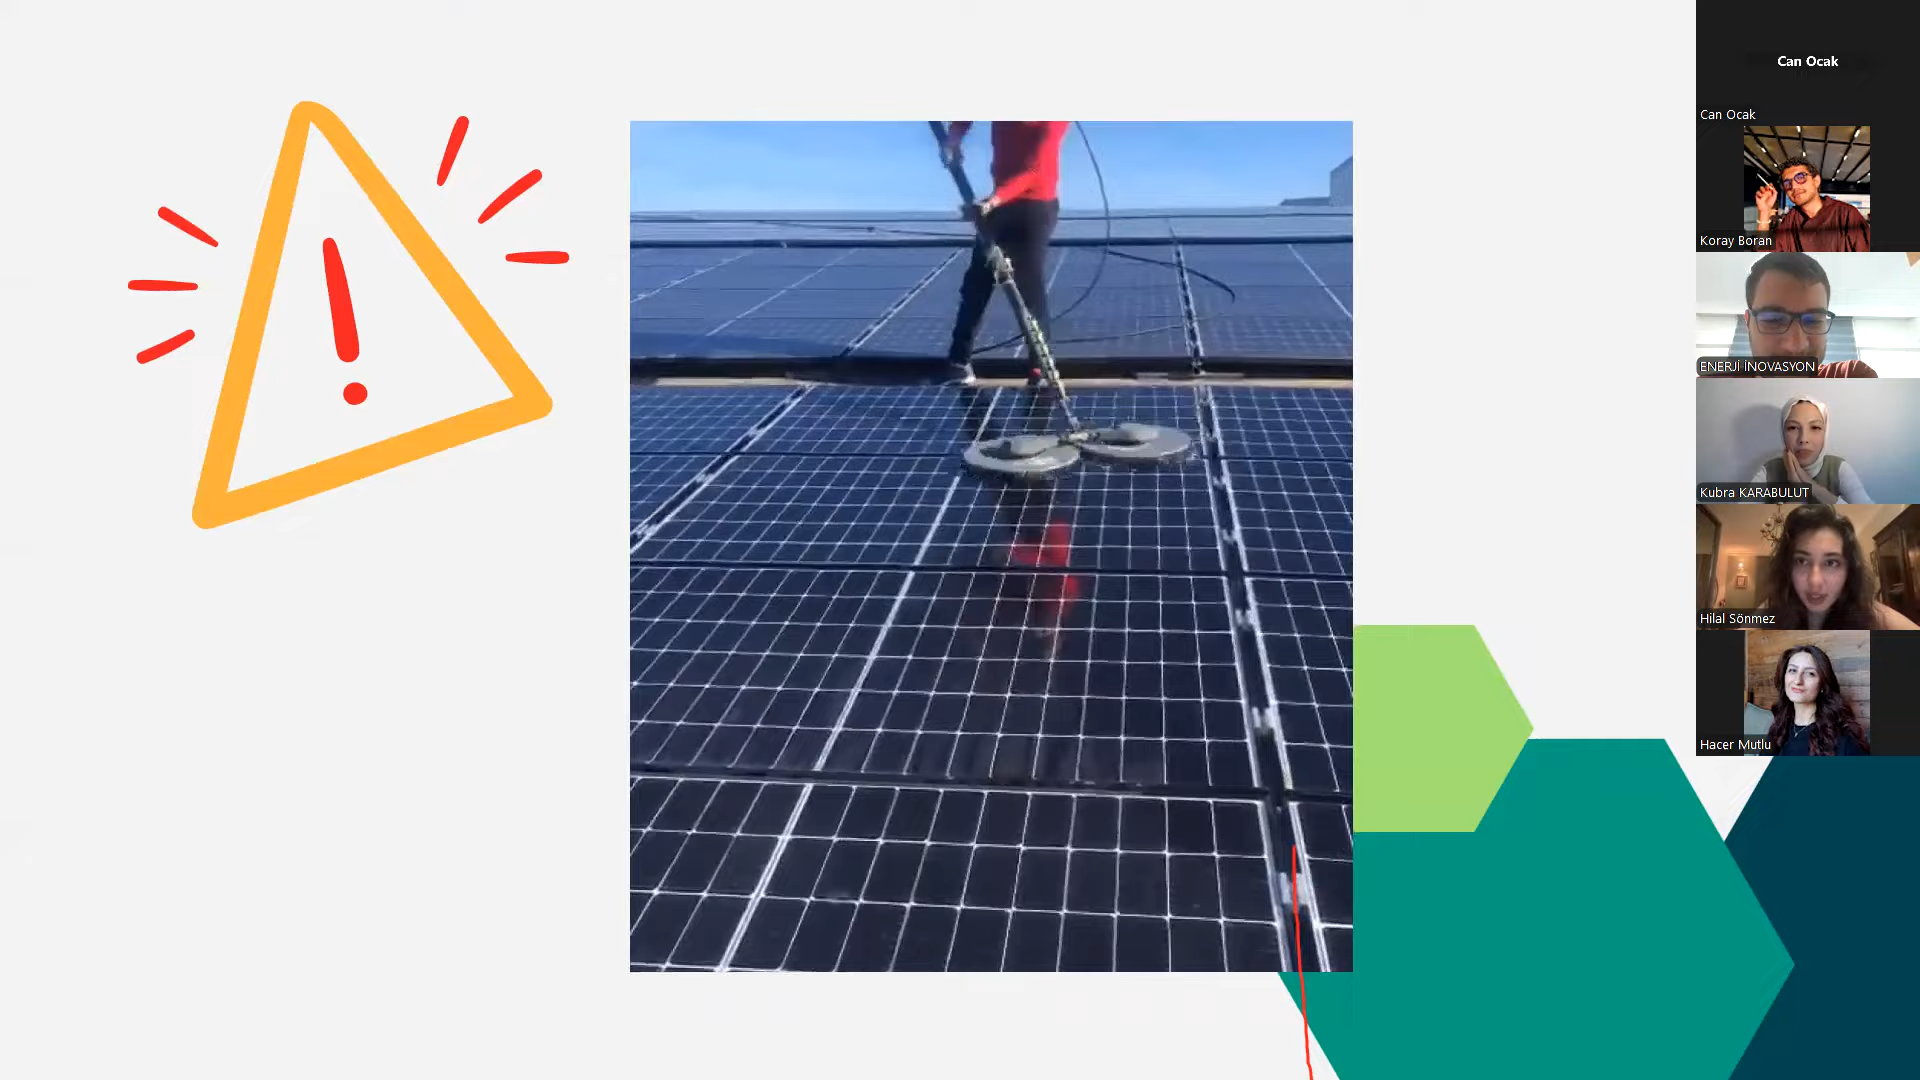 Can Ocak
Can Ocak
Koray Boran
ENERJİ İNOVASYON
Kubra KARABULUT
Hilal Sönmez
Hacer Mutlu